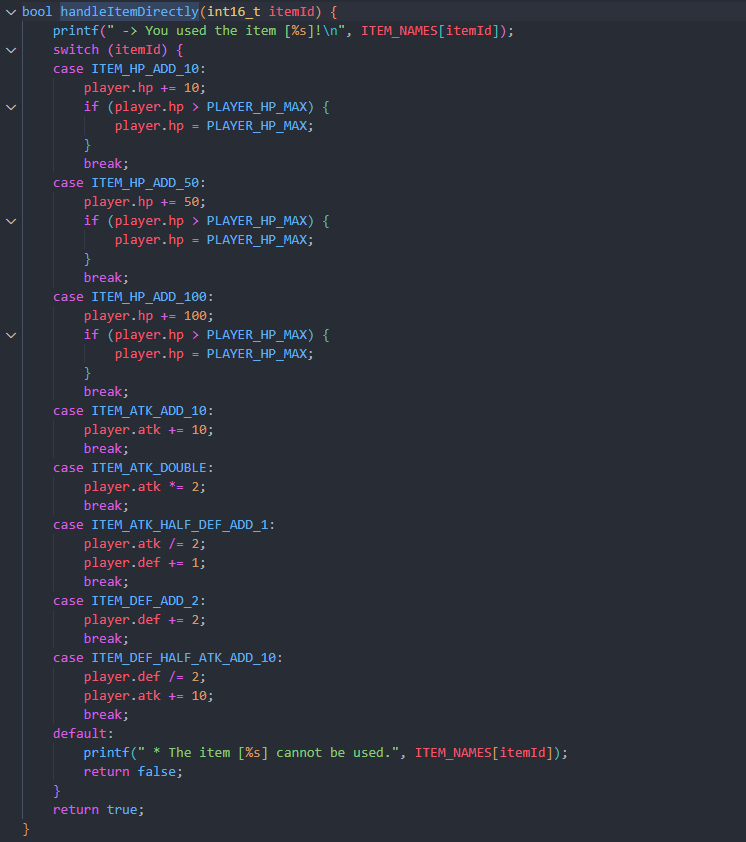 bool handleItemDirectly(int16_t itemId) {
    printf(" -> You used the item [%s]!\n", ITEM_NAMES[itemId]);
    switch (itemId) {
    case ITEM_HP_ADD_10:
        player.hp += 10;
        if (player.hp > PLAYER_HP_MAX) {
            player.hp = PLAYER_HP_MAX;
        }
        break;
    case ITEM_HP_ADD_50:
        player.hp += 50;
        if (player.hp > PLAYER_HP_MAX) {
            player.hp = PLAYER_HP_MAX;
        }
        break;
    case ITEM_HP_ADD_100:
        player.hp += 100;
        if (player.hp > PLAYER_HP_MAX) {
            player.hp = PLAYER_HP_MAX;
        }
        break;
    case ITEM_ATK_ADD_10:
        player.atk += 10;
        break;
    case ITEM_ATK_DOUBLE:
        player.atk *= 2;
        break;
    case ITEM_ATK_HALF_DEF_ADD_1:
        player.atk /= 2;
        player.def += 1;
        break;
    case ITEM_DEF_ADD_2:
        player.def += 2;
        break;
    case ITEM_DEF_HALF_ATK_ADD_10:
        player.def /= 2;
        player.atk += 10;
        break;
    default:
        printf(" * The item [%s] cannot be used.", ITEM_NAMES[itemId]);
        return false;
    }
    return true;
}